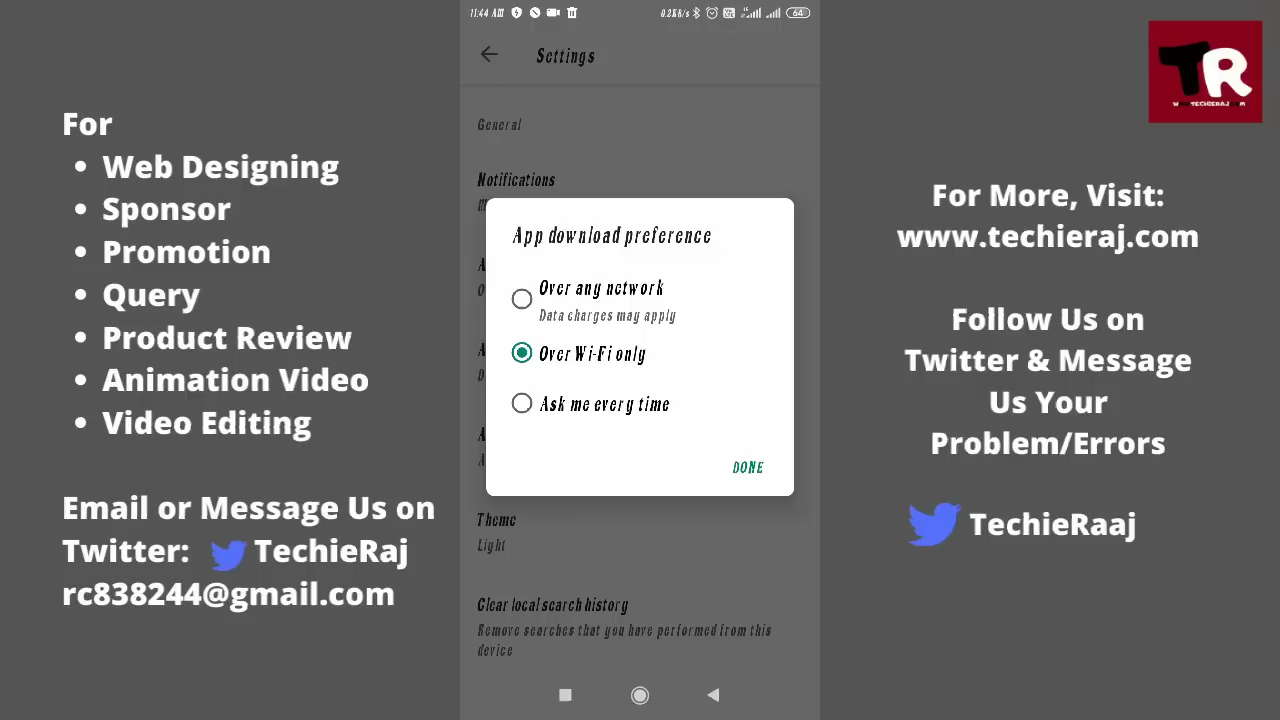 For
• Web Designing
• Sponsor
• Promotion
• Query
• Product Review
• Animation Video
• Video Editing
Email or Message Us on
Twitter: TechieRaj
rc838244@gmail.com
11:44 AM
0.2KB/s
64
Settings
General
Notifications
App download preference
Over any network
Data charges may apply
Over Wi-Fi only
Ask me every time
DONE
Theme
Light
Clear local search history
Remove searches that you have performed from this
device
TR
For More, Visit:
www.techieraj.com
Follow Us on
Twitter & Message
Us Your
Problem/Errors
TechieRaaj